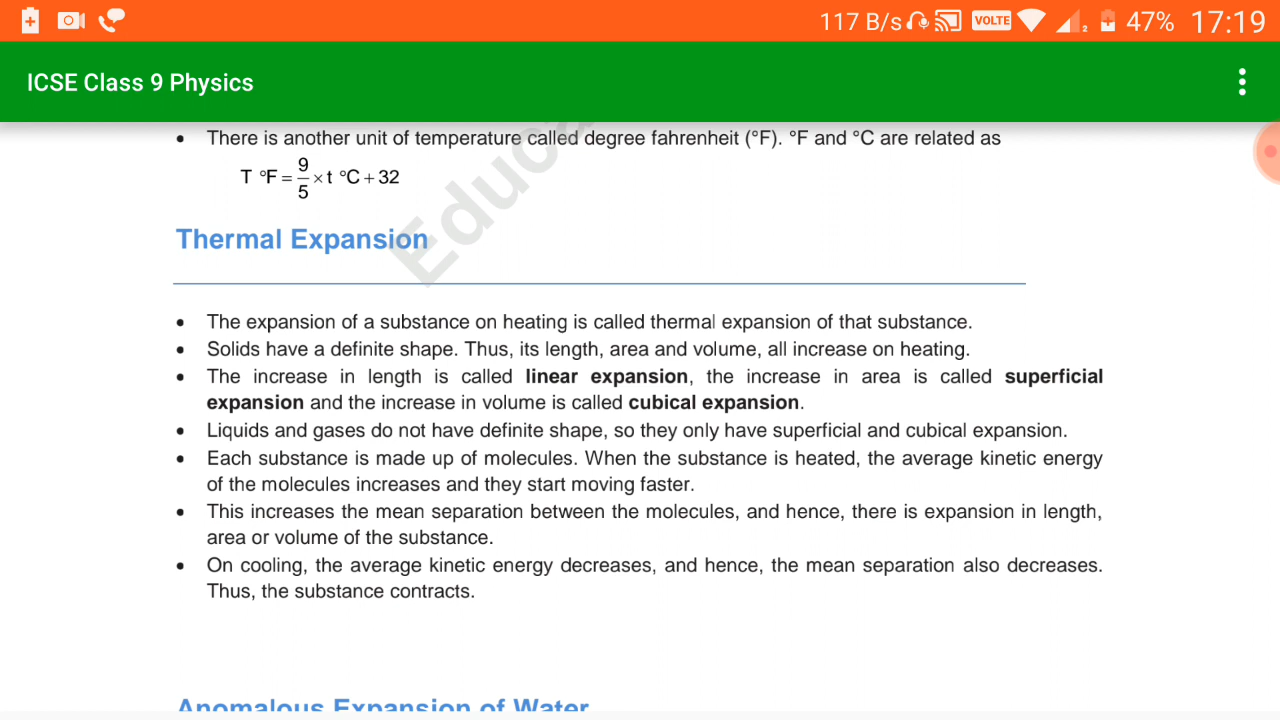 117 B/s VOLTE 2 47% 17:19
ICSE Class 9 Physics
• There is another unit of temperature called degree fahrenheit (°F). °F and °C are related as
T °F = 9/5 × t °C + 32
Educa
Thermal Expansion
• The expansion of a substance on heating is called thermal expansion of that substance.
• Solids have a definite shape. Thus, its length, area and volume, all increase on heating.
• The increase in length is called linear expansion, the increase in area is called superficial
expansion and the increase in volume is called cubical expansion.
• Liquids and gases do not have definite shape, so they only have superficial and cubical expansion.
• Each substance is made up of molecules. When the substance is heated, the average kinetic energy
of the molecules increases and they start moving faster.
• This increases the mean separation between the molecules, and hence, there is expansion in length,
area or volume of the substance.
• On cooling, the average kinetic energy decreases, and hence, the mean separation also decreases.
Thus, the substance contracts.
Anomalous Expansion of Water